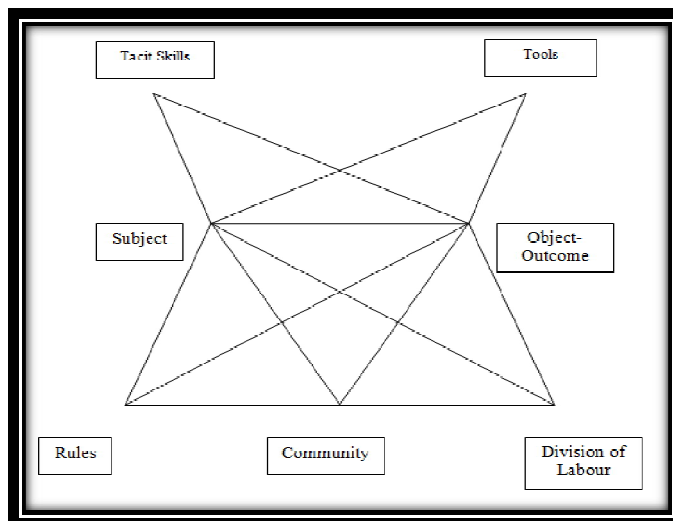 Tacit Skills
Tools
Subject
Object-
Outcome
Rules
Community
Division of
Labour